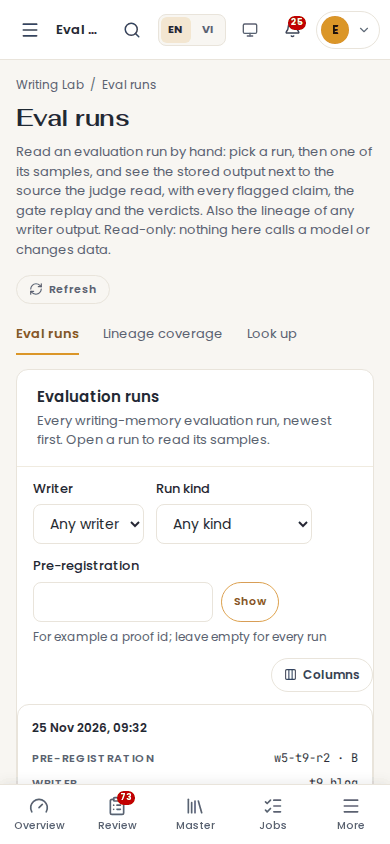 Eval ...
EN
VI
25
E
Writing Lab / Eval runs
Eval runs
Read an evaluation run by hand: pick a run, then one of
its samples, and see the stored output next to the
source the judge read, with every flagged claim, the
gate replay and the verdicts. Also the lineage of any
writer output. Read-only: nothing here calls a model or
changes data.
Refresh
Eval runs
Lineage coverage
Look up
Evaluation runs
Every writing-memory evaluation run, newest
first. Open a run to read its samples.
Writer
Run kind
Any writer
Any kind
Pre-registration
Show
For example a proof id; leave empty for every run
Columns
25 Nov 2026, 09:32
PRE-REGISTRATION
w5-t9-r2 · B
WRITER
t9 blog
73
Overview
Review
Master
Jobs
More